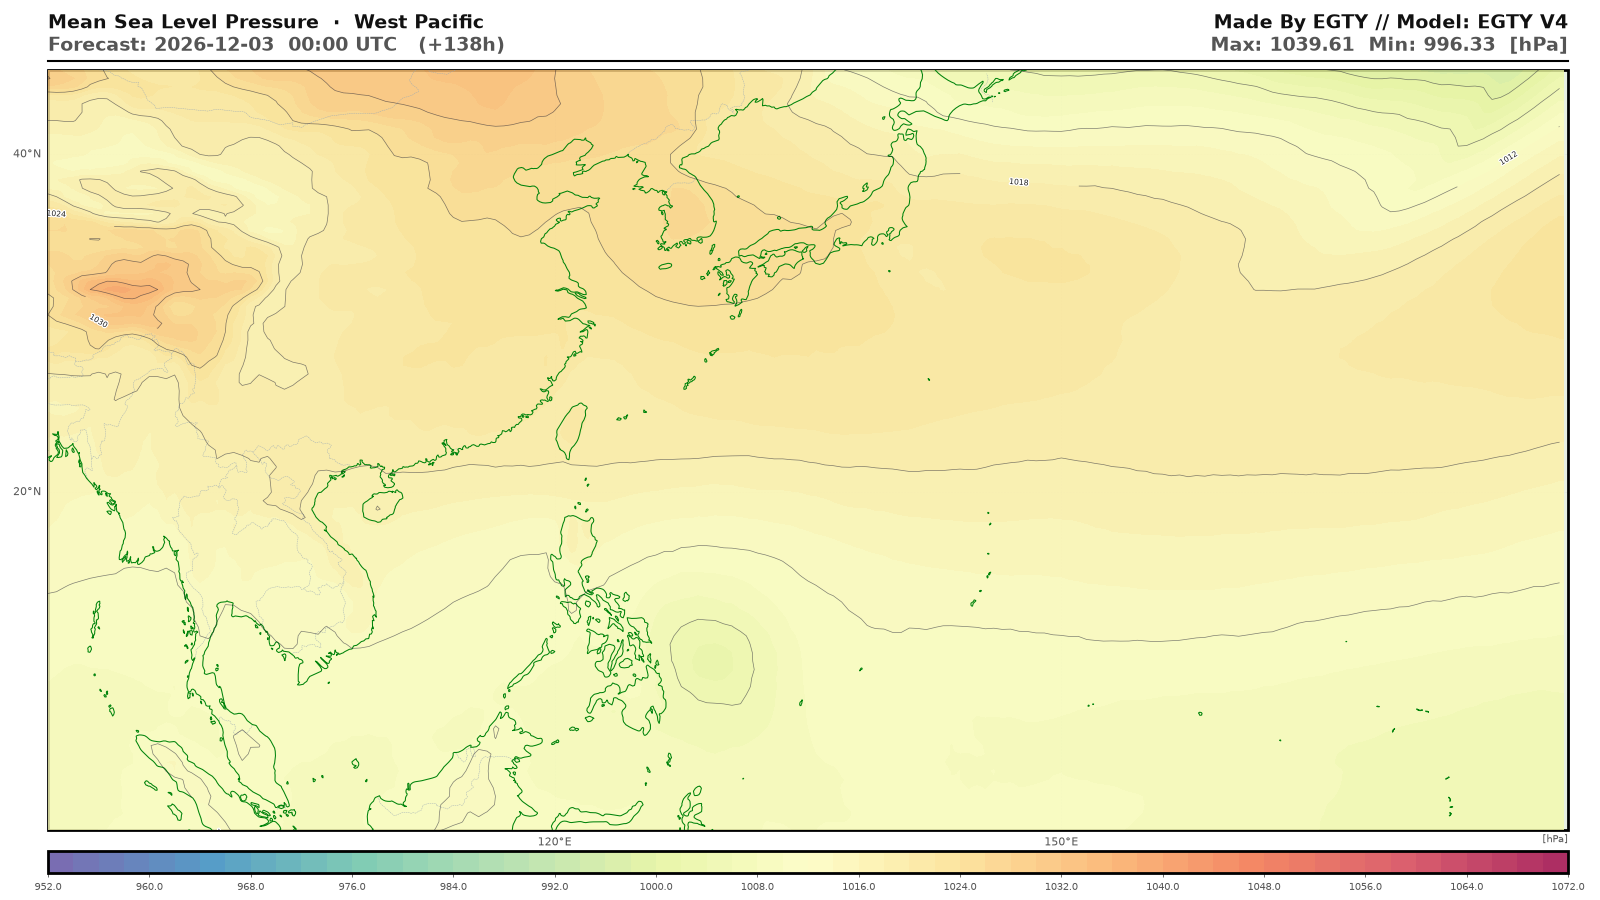 Mean Sea Level Pressure · West Pacific
Made By EGTY // Model: EGTY V4
Forecast: 2026-12-03 00:00 UTC (+138h)
Max: 1039.61 Min: 996.33 [hPa]
40°N
1012
1018
1024
1030
20°N
120°E
150°E
[hPa]
952.0
960.0
968.0
976.0
984.0
992.0
1000.0
1008.0
1016.0
1024.0
1032.0
1040.0
1048.0
1056.0
1064.0
1072.0